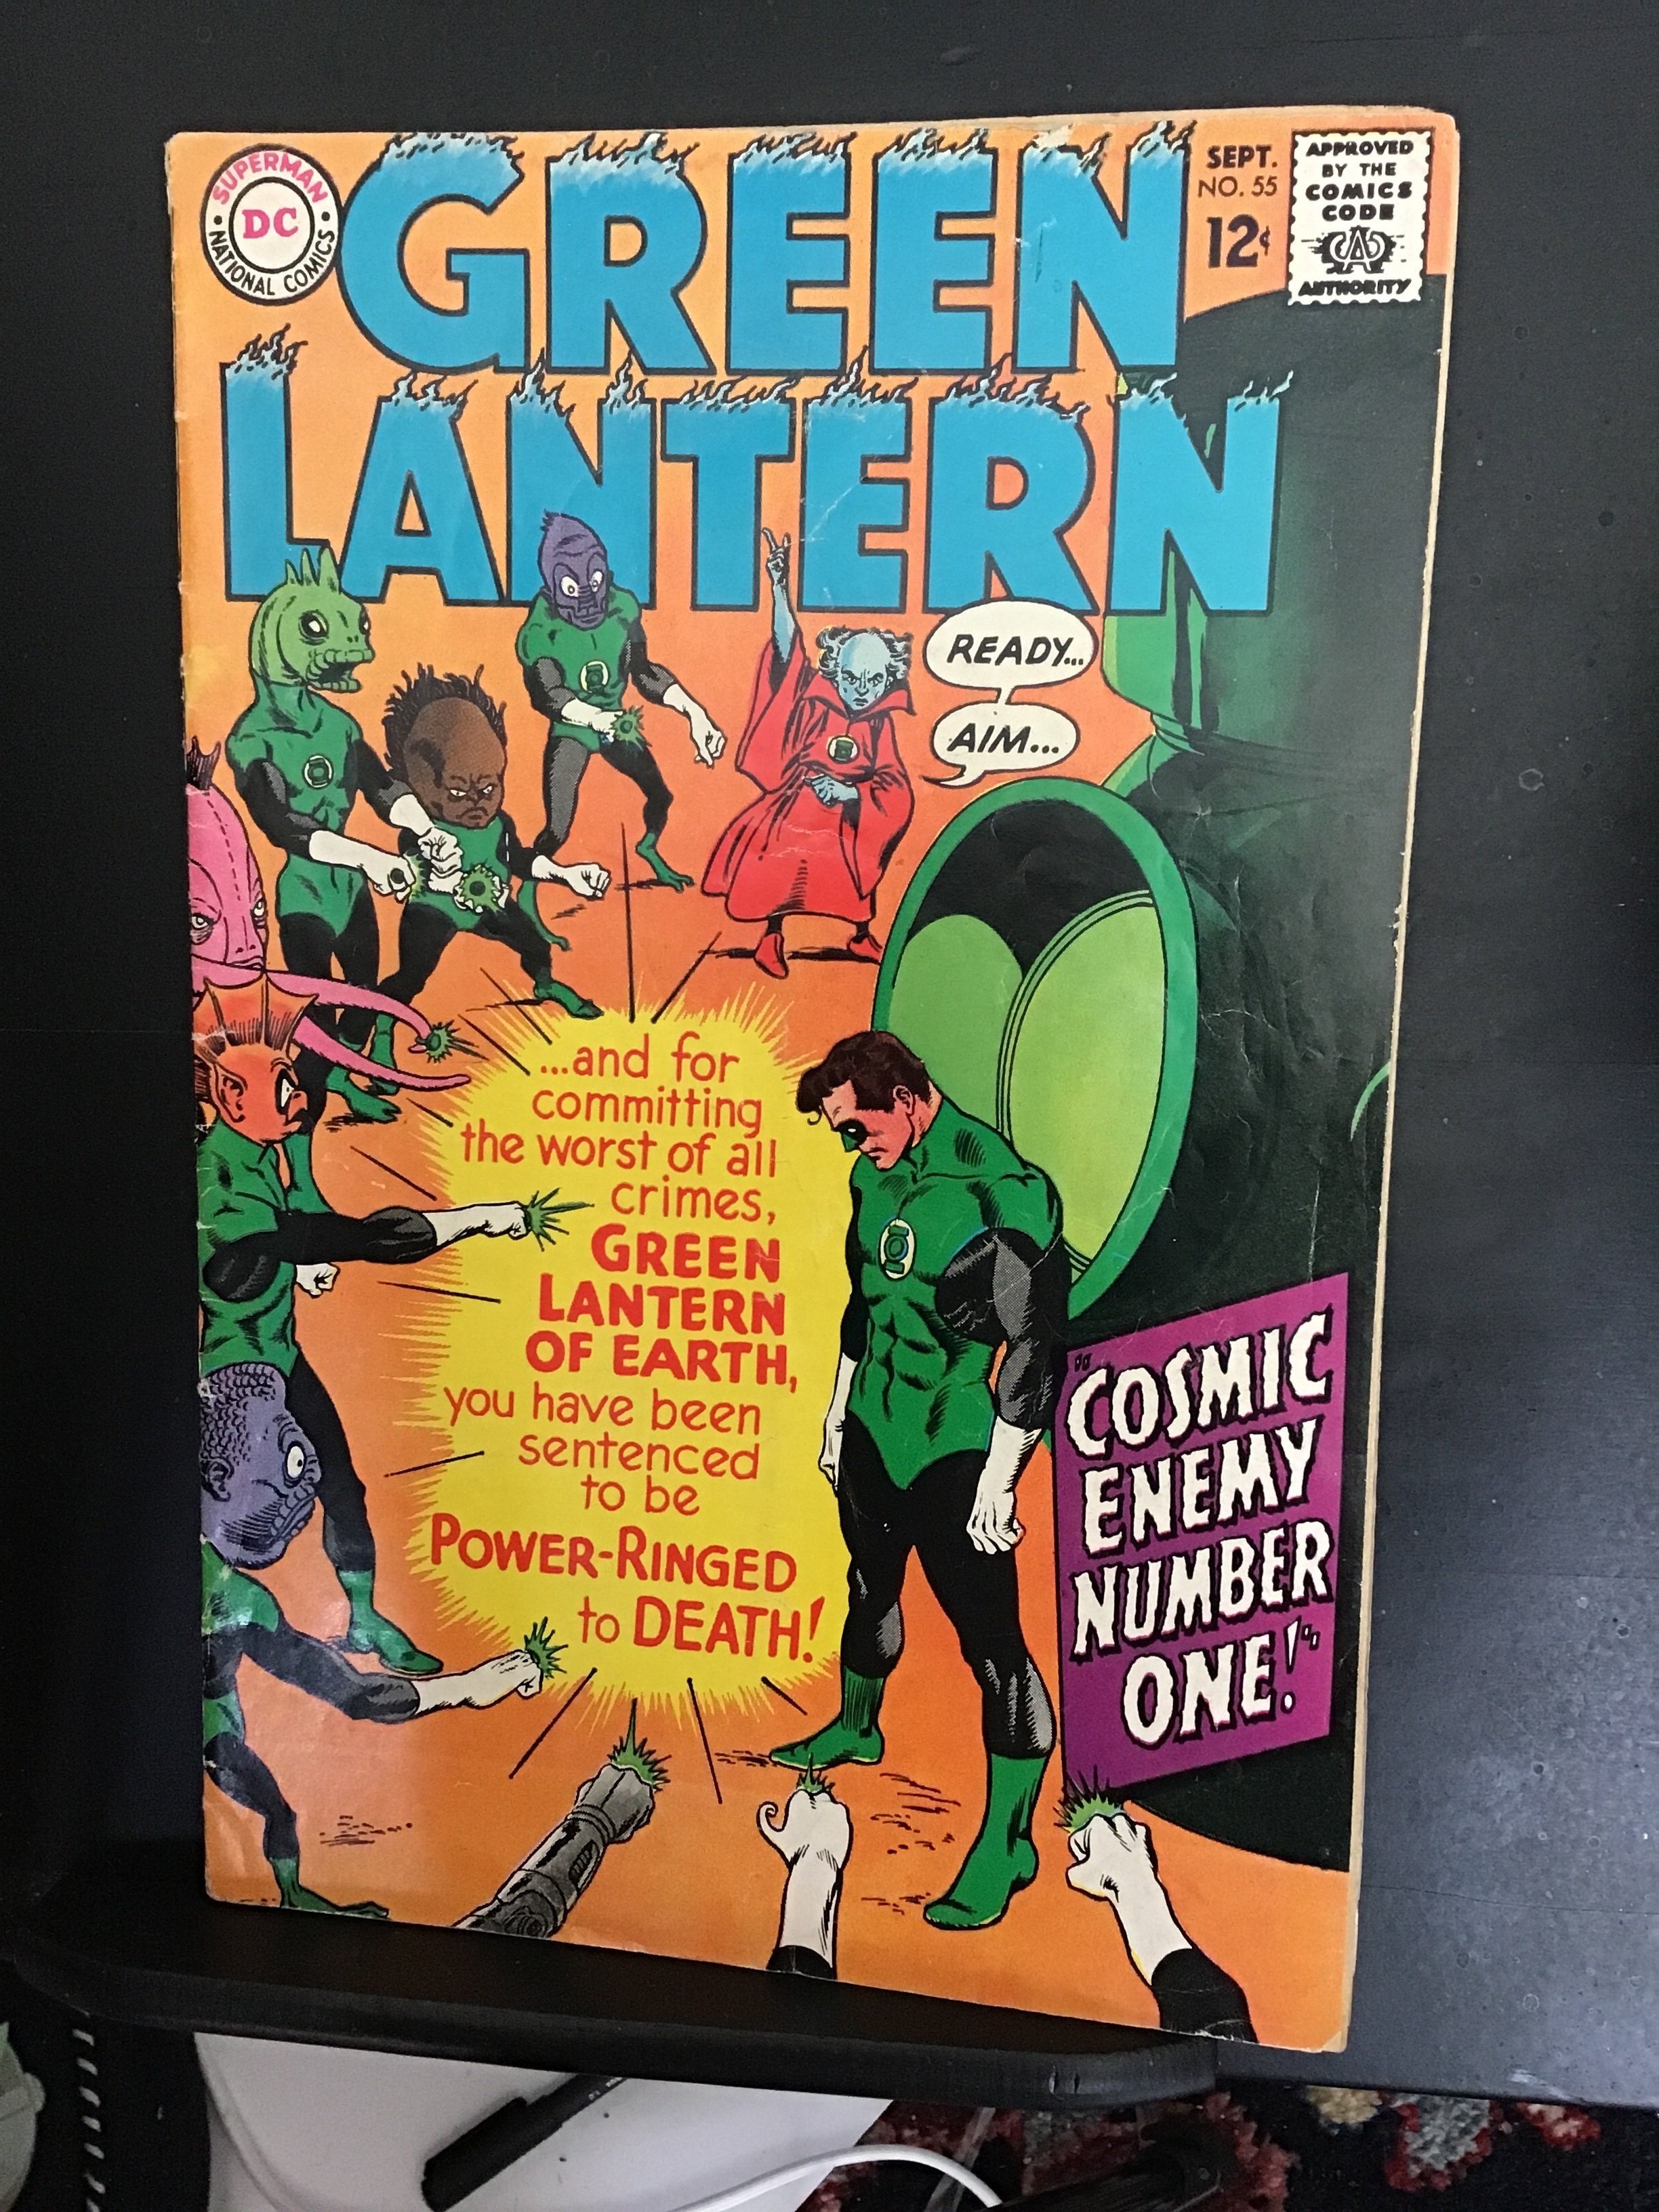 SUPERMAN
DC
NATIONAL COMICS
GREEN
LANTERN
SEPT.
NO. 55
12¢
APPROVED
BY THE
COMICS
CODE
CA
AUTHORITY
READY...
AIM...
...and for
committing
the worst of all
crimes,
GREEN
LANTERN
OF EARTH,
you have been
sentenced
to be
POWER-RINGED
to DEATH!
"COSMIC
ENEMY
NUMBER
ONE!"